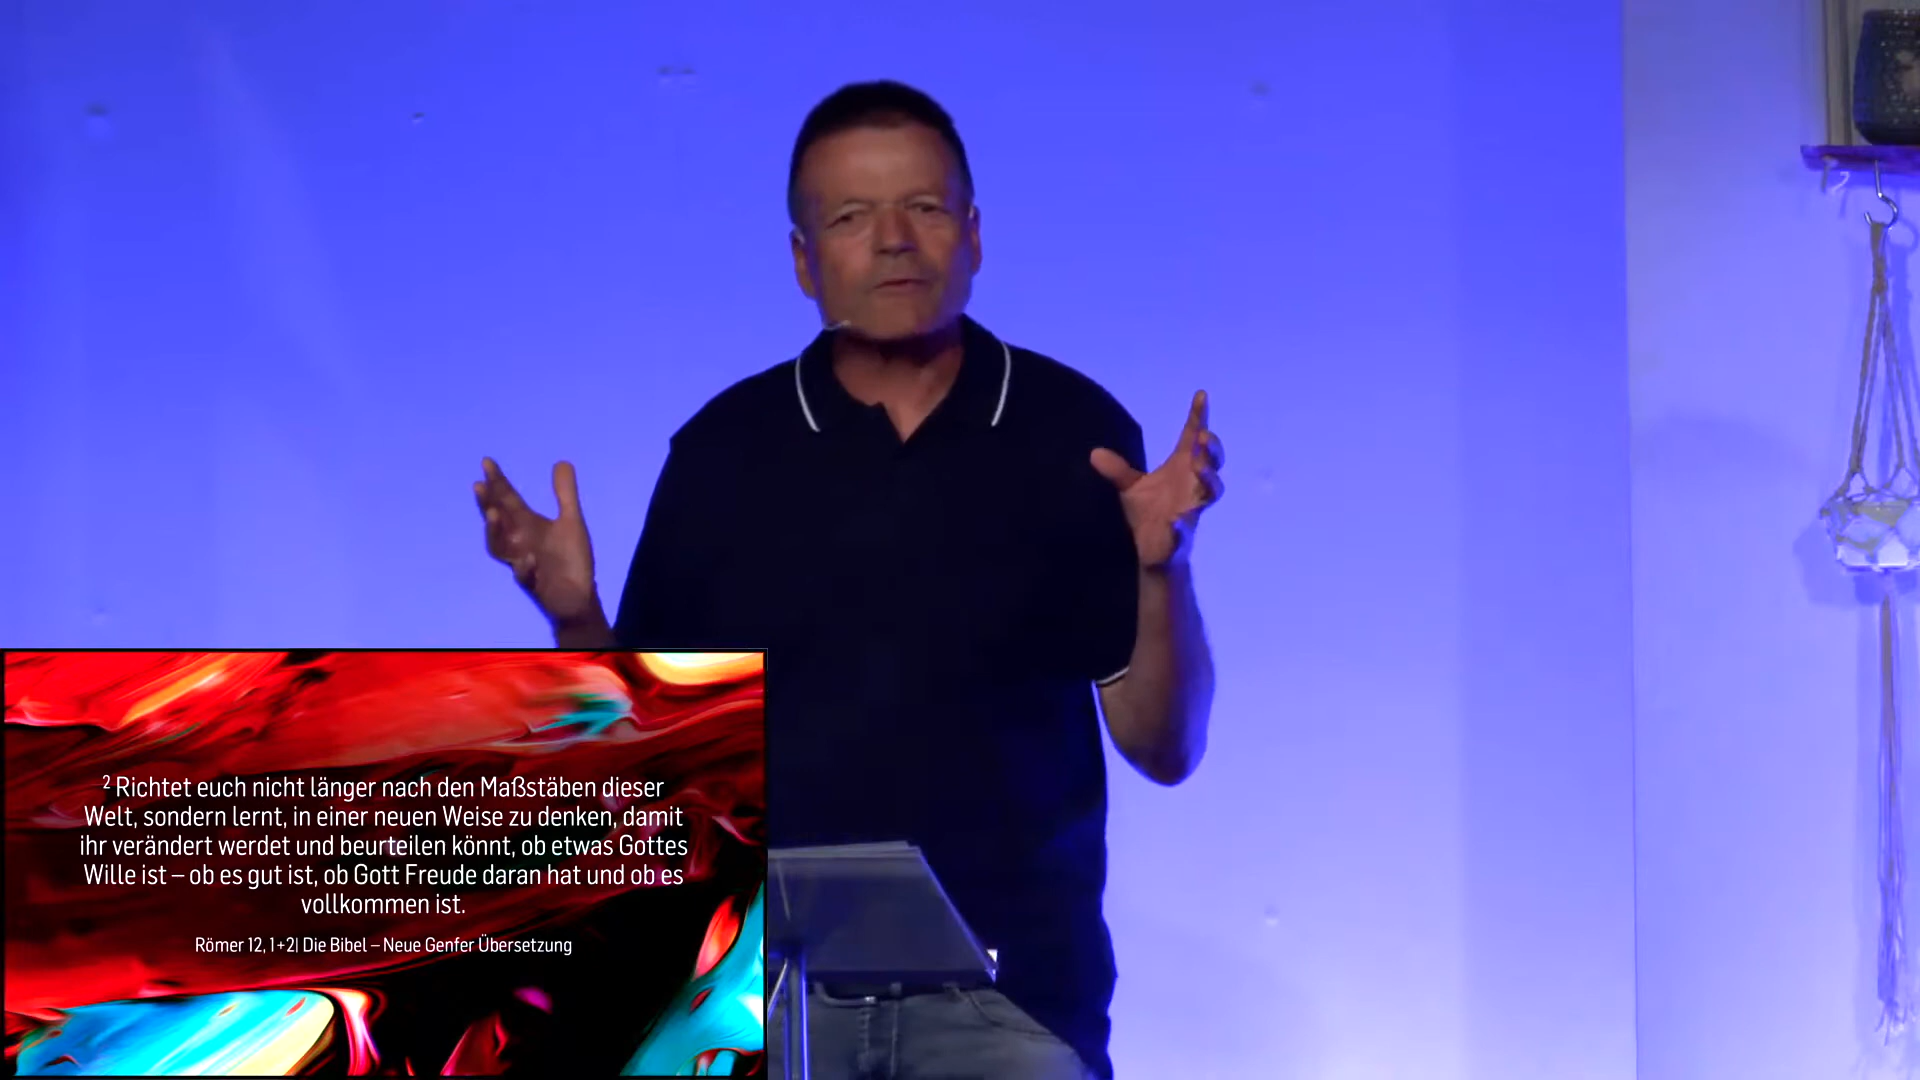 ² Richtet euch nicht länger nach den Maßstäben dieser
Welt, sondern lernt, in einer neuen Weise zu denken, damit
ihr verändert werdet und beurteilen könnt, ob etwas Gottes
Wille ist – ob es gut ist, ob Gott Freude daran hat und ob es
vollkommen ist.
Römer 12, 1+2| Die Bibel – Neue Genfer Übersetzung